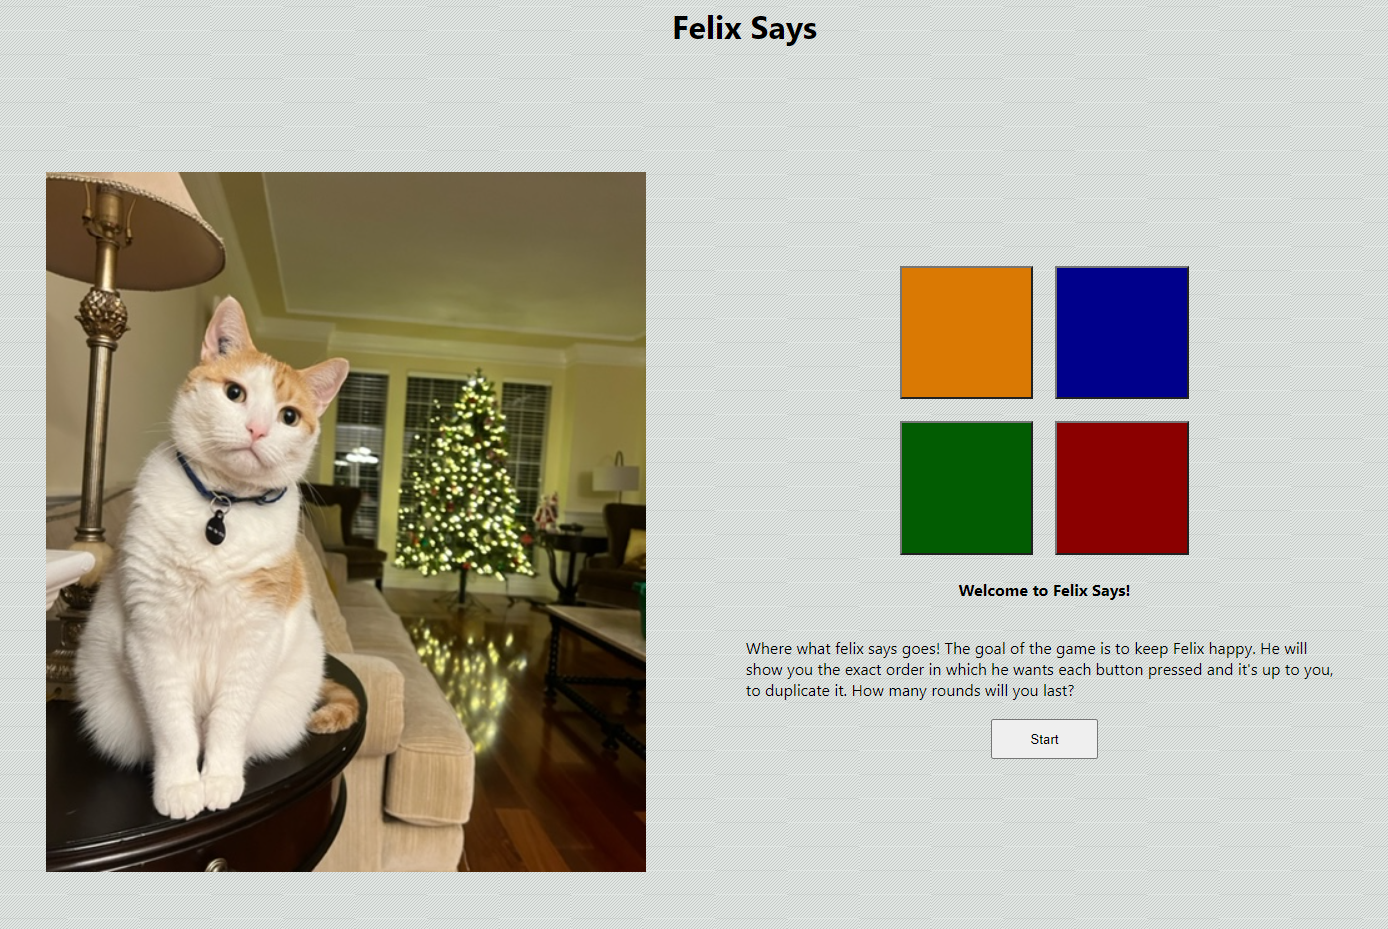 Felix Says
Welcome to Felix Says!
Where what felix says goes! The goal of the game is to keep Felix happy. He will
show you the exact order in which he wants each button pressed and it's up to you,
to duplicate it. How many rounds will you last?
Start